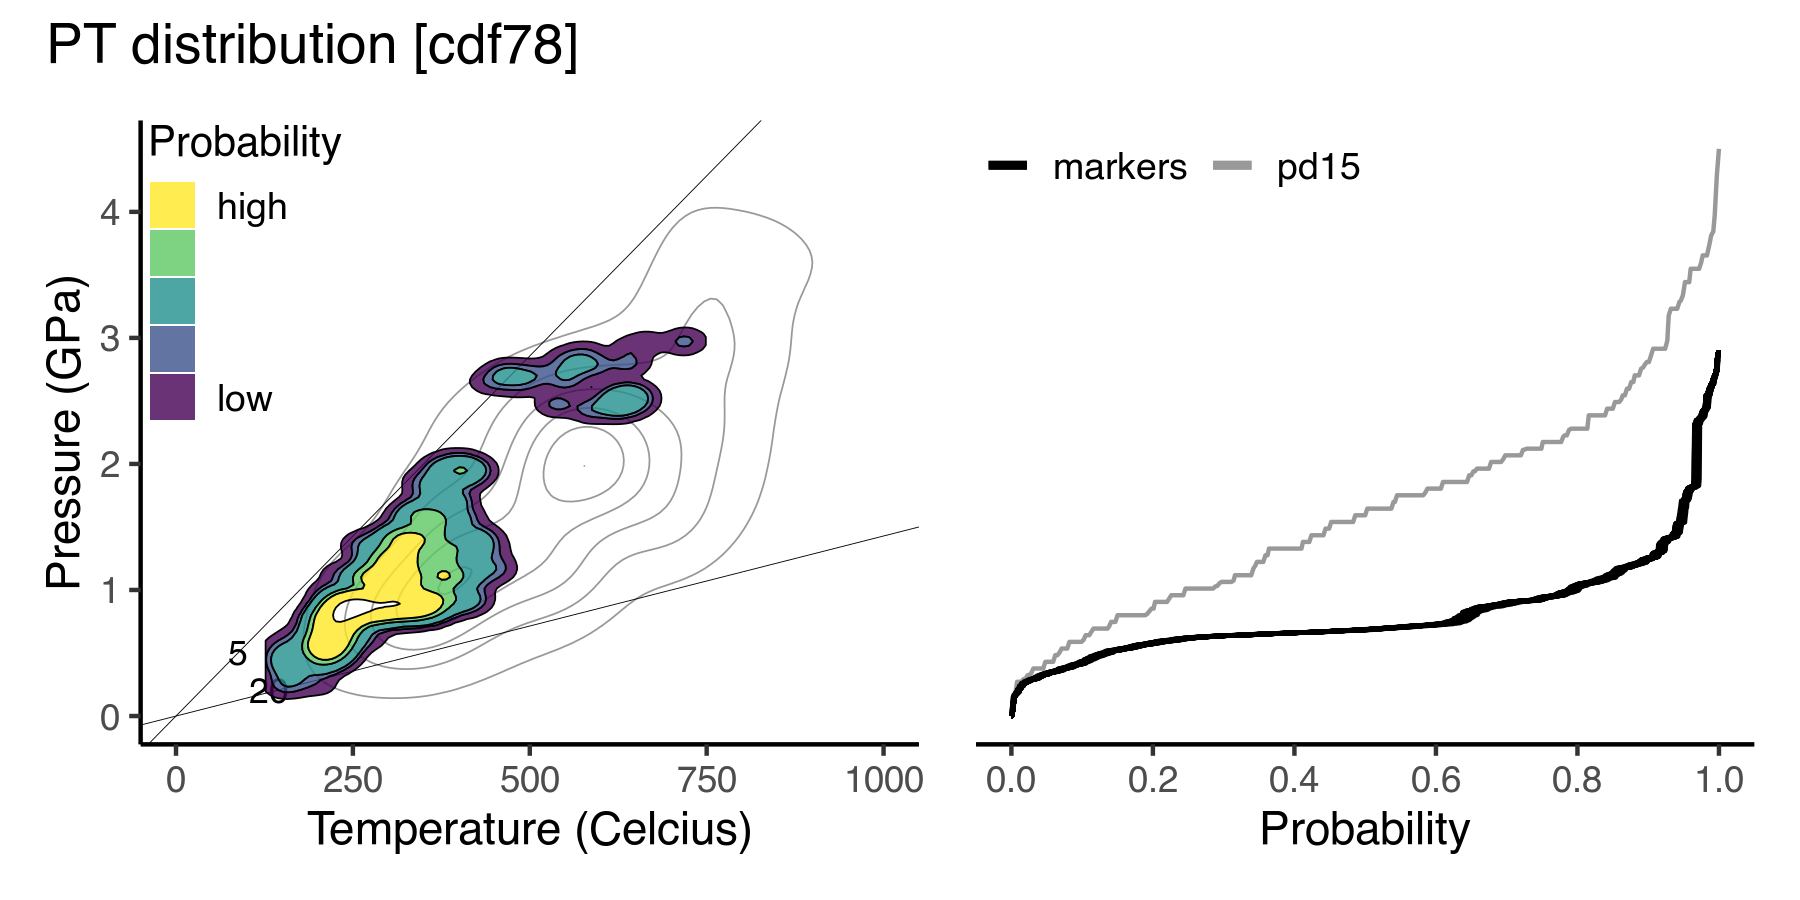 PT distribution [cdf78]
Probability
high
low
5
20
Pressure (GPa)
4
3
2
1
0
0 250 500 750 1000
Temperature (Celcius)
markers pd15
0.0 0.2 0.4 0.6 0.8 1.0
Probability